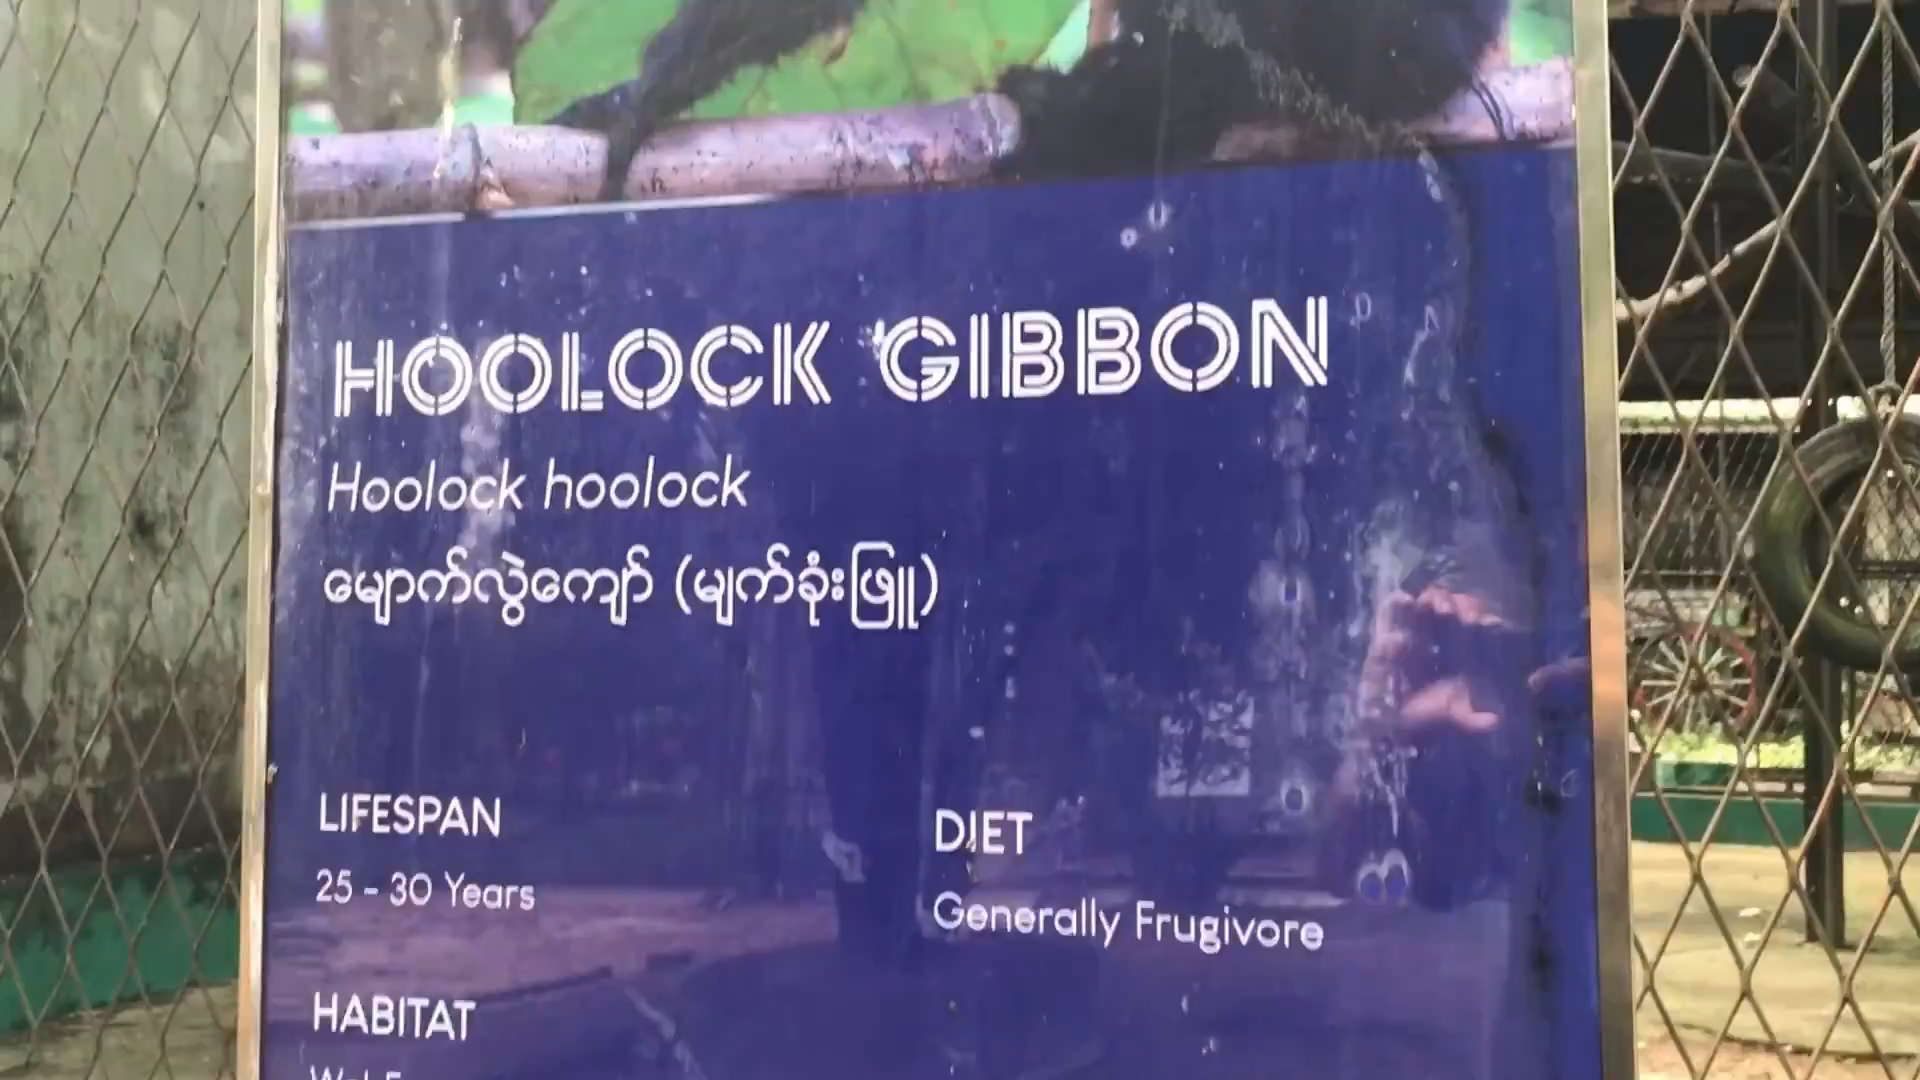 HOOLOCK GIBBON
Hoolock hoolock
မျောက်လွှဲကျော် (မျက်ခုံးဖြူ)
LIFESPAN
25 - 30 Years
DIET
Generally Frugivore
HABITAT